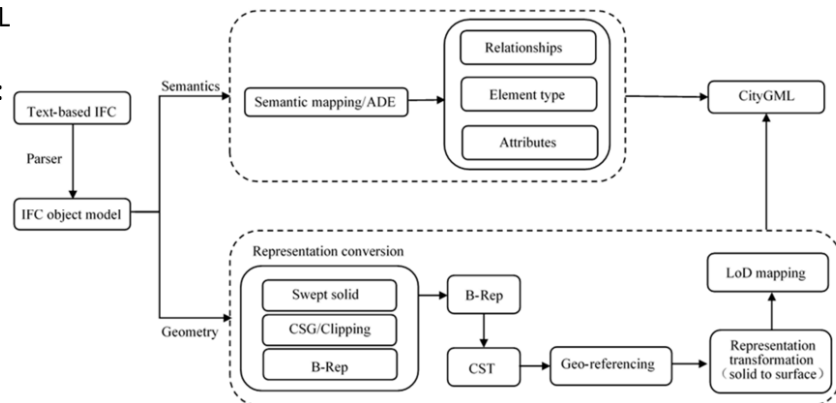 L
:
Text-based IFC
Parser
IFC object model
Semantics
Semantic mapping/ADE
Relationships
Element type
Attributes
CityGML
Geometry
Representation conversion
Swept solid
CSG/Clipping
B-Rep
B-Rep
CST
Geo-referencing
Representation
transformation
（solid to surface）
LoD mapping